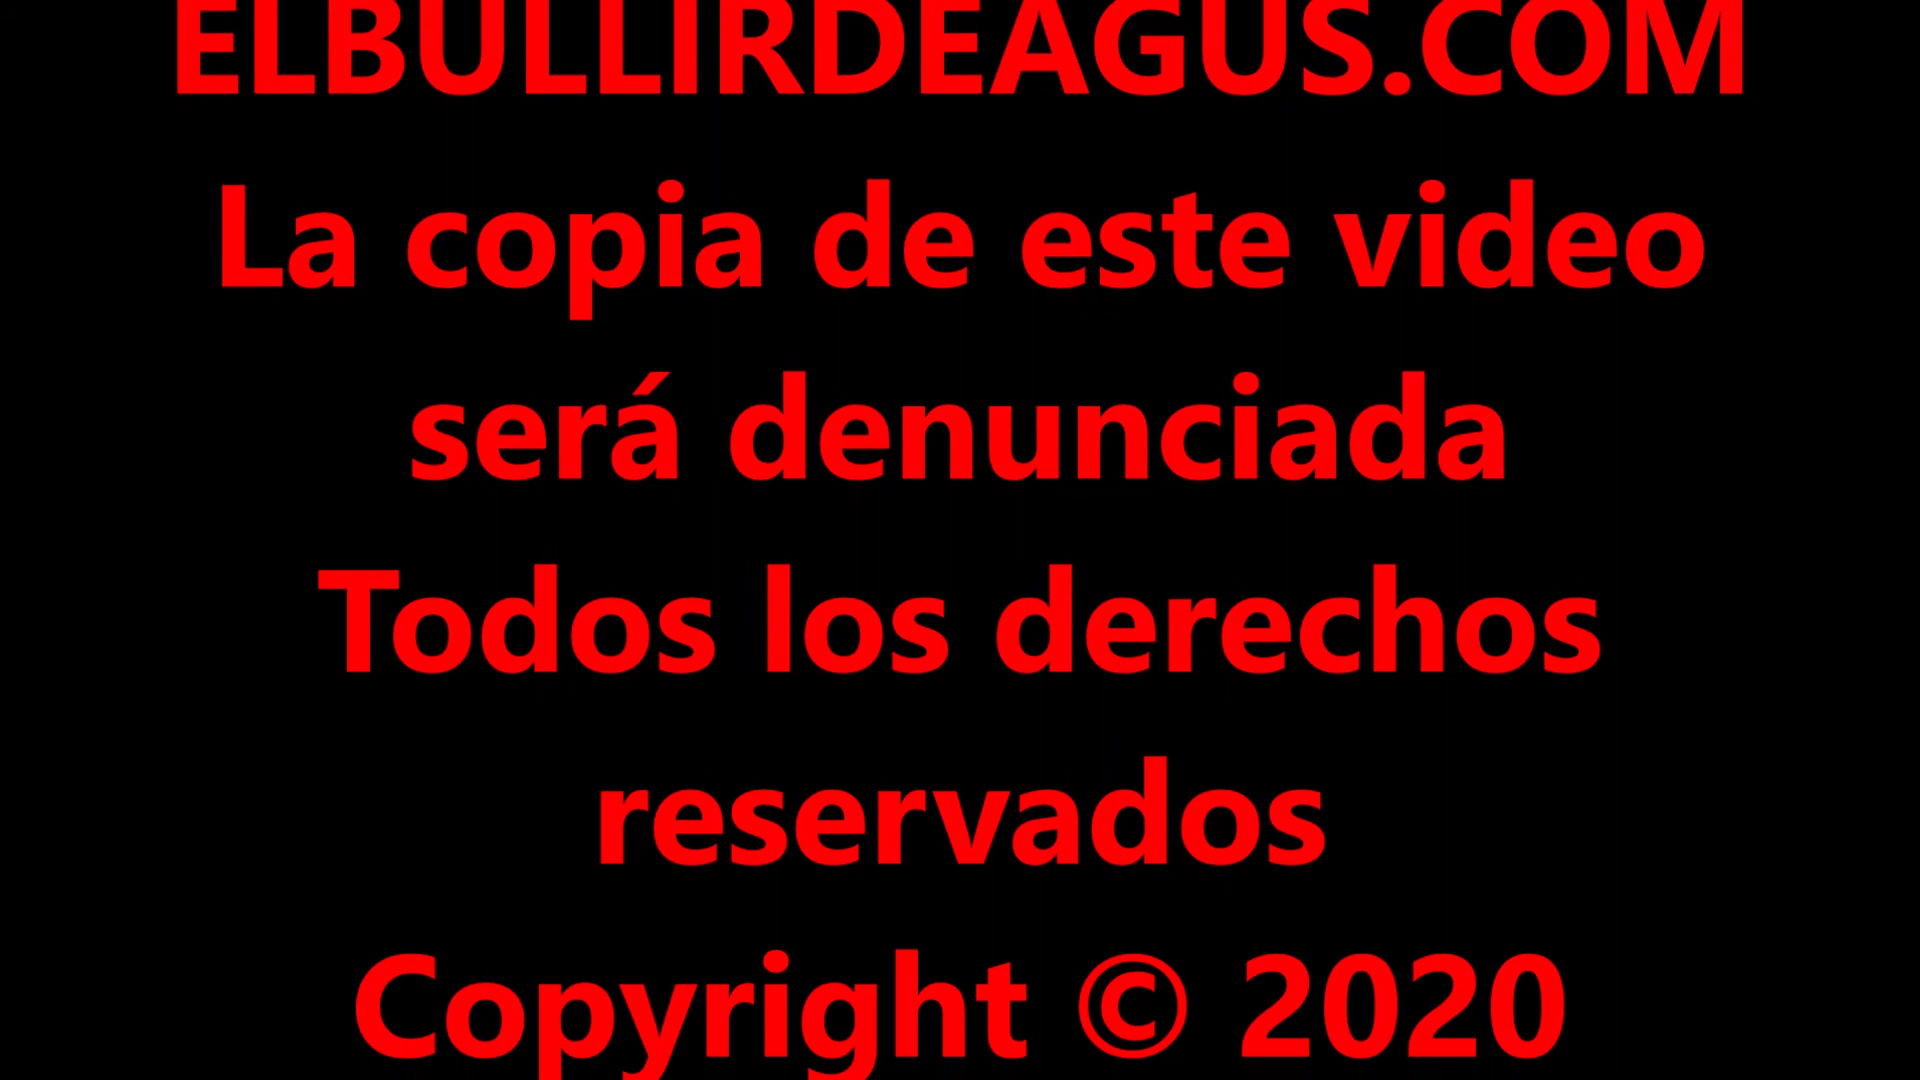 ELBULLIRDEAGUS.COM
La copia de este video
será denunciada
Todos los derechos
reservados
Copyright © 2020